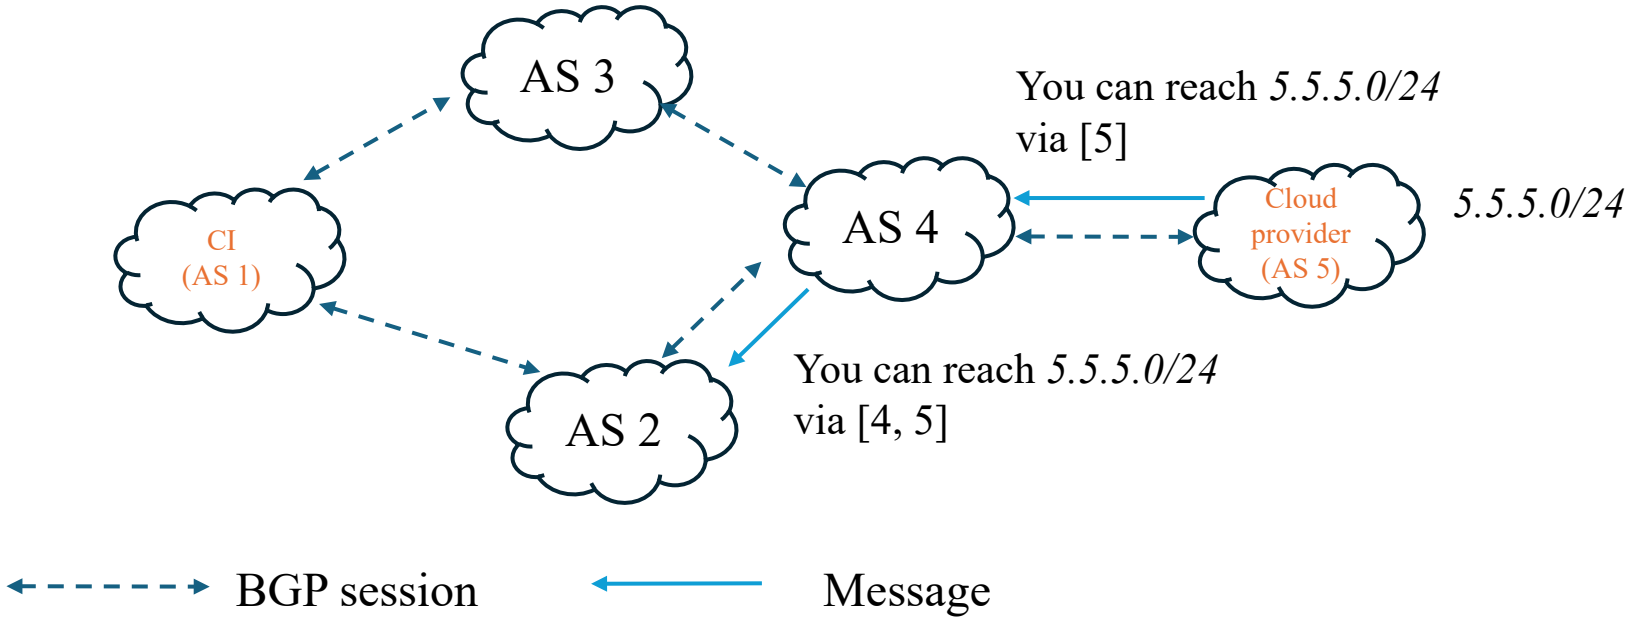 AS 3
You can reach 5.5.5.0/24
via [5]
CI
(AS 1)
AS 4
Cloud
provider
(AS 5)
5.5.5.0/24
You can reach 5.5.5.0/24
via [4, 5]
AS 2
BGP session
Message